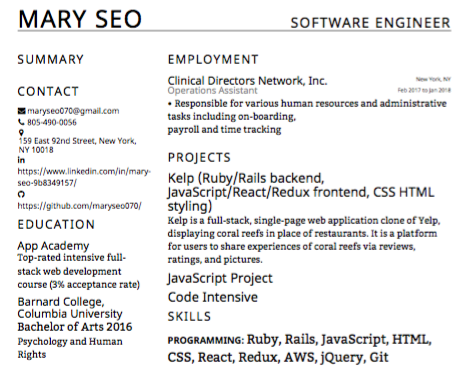 MARY SEO
SOFTWARE ENGINEER
SUMMARY
CONTACT
maryseo070@gmail.com
805-490-0056
159 East 92nd Street, New York,
NY 10018
https://www.linkedin.com/in/mary-
seo-9b8349157/
https://github.com/maryseo070/
EDUCATION
App Academy
Top-rated intensive full-
stack web development
course (3% acceptance rate)
Barnard College,
Columbia University
Bachelor of Arts 2016
Psychology and Human
Rights
EMPLOYMENT
Clinical Directors Network, Inc.
New York, NY
Operations Assistant
Feb 2017 to Jan 2018
• Responsible for various human resources and administrative
tasks including on-boarding,
payroll and time tracking
PROJECTS
Kelp (Ruby/Rails backend,
JavaScript/React/Redux frontend, CSS HTML
styling)
Kelp is a full-stack, single-page web application clone of Yelp,
displaying coral reefs in place of restaurants. It is a platform
for users to share experiences of coral reefs via reviews,
ratings, and pictures.
JavaScript Project
Code Intensive
SKILLS
PROGRAMMING: Ruby, Rails, JavaScript, HTML,
CSS, React, Redux, AWS, jQuery, Git